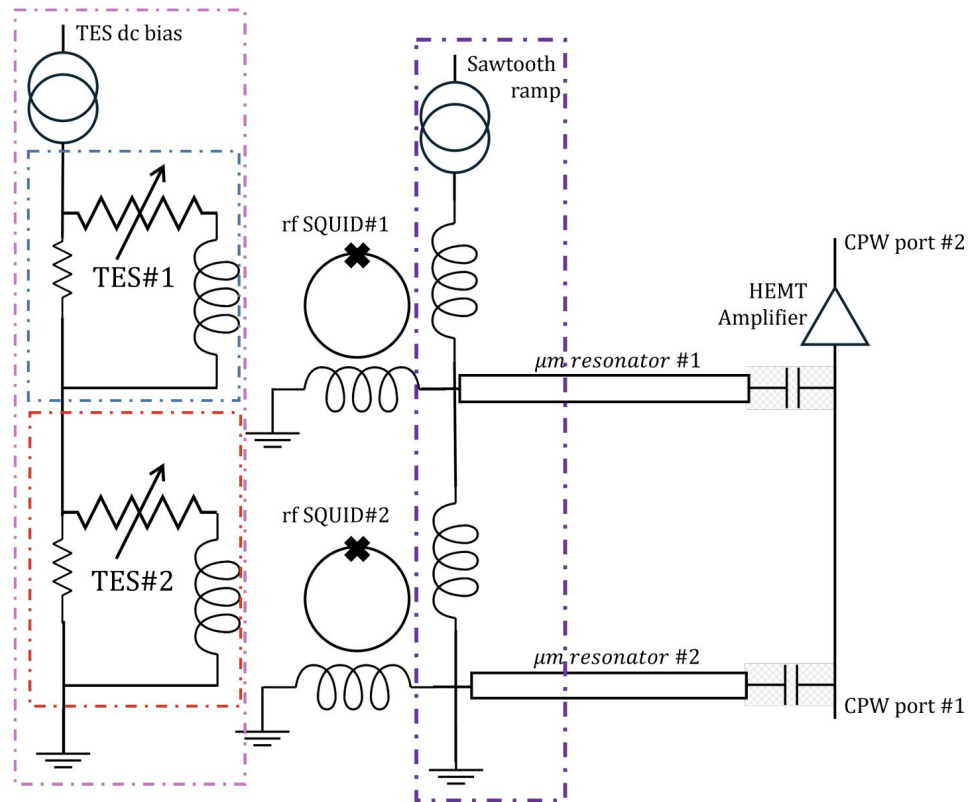 TES dc bias
Sawtooth
ramp
TES#1
rf SQUID#1
CPW port #2
HEMT
Amplifier
μm resonator #1
TES#2
rf SQUID#2
μm resonator #2
CPW port #1